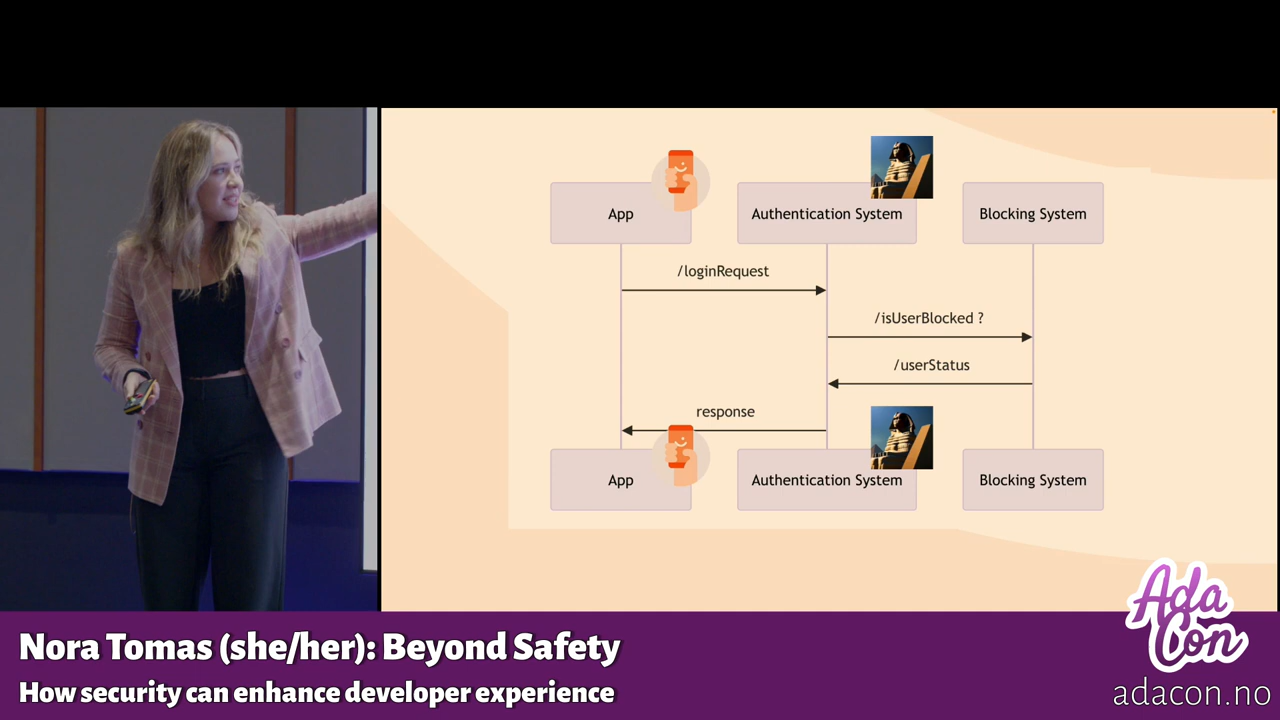 App
Authentication System
Blocking System
/loginRequest
/isUserBlocked ?
/userStatus
response
App
Authentication System
Blocking System
Nora Tomas (she/her): Beyond Safety
How security can enhance developer experience
Ada
Con
adacon.no